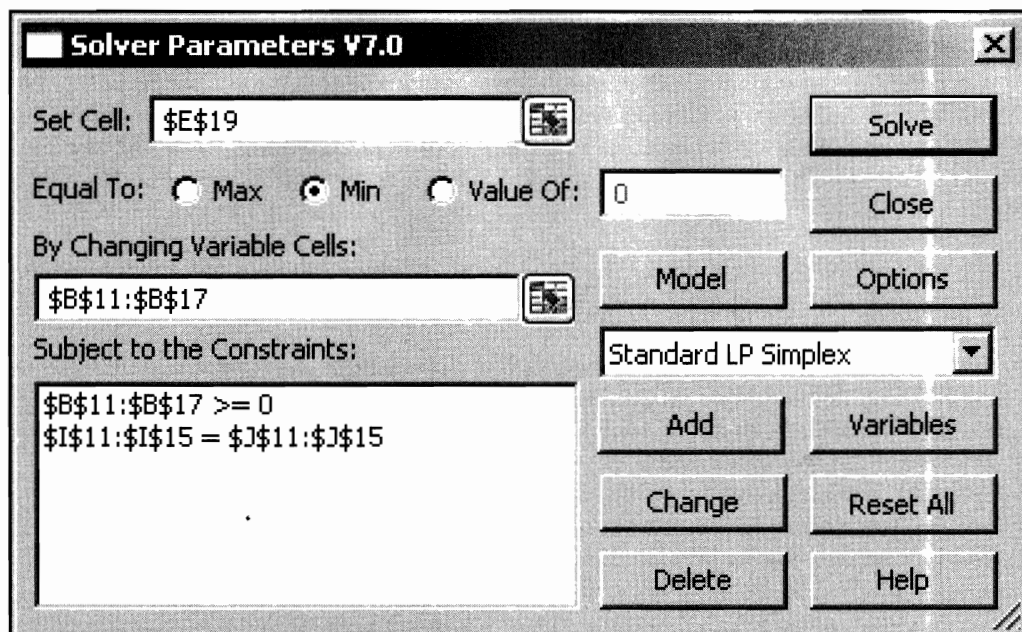 Solver Parameters V7.0
Set Cell: $E$19
Solve
Equal To: Max Min Value Of: 0
Close
By Changing Variable Cells:
$B$11:$B$17
Model
Options
Subject to the Constraints:
Standard LP Simplex
$B$11:$B$17 >= 0
$I$11:$I$15 = $J$11:$J$15
Add
Variables
Change
Reset All
Delete
Help